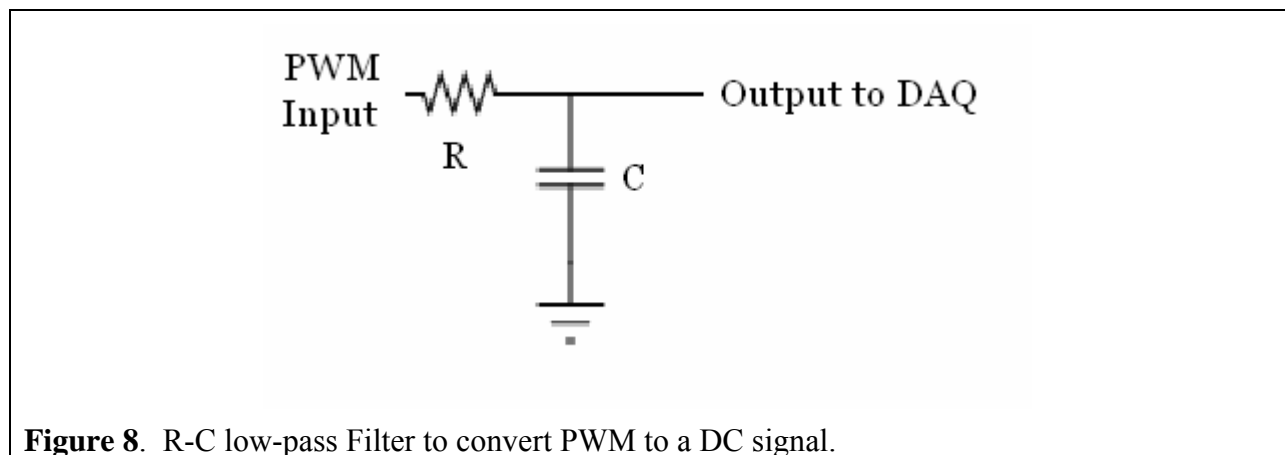 PWM
Input
R
Output to DAQ
C
Figure 8.  R-C low-pass Filter to convert PWM to a DC signal.